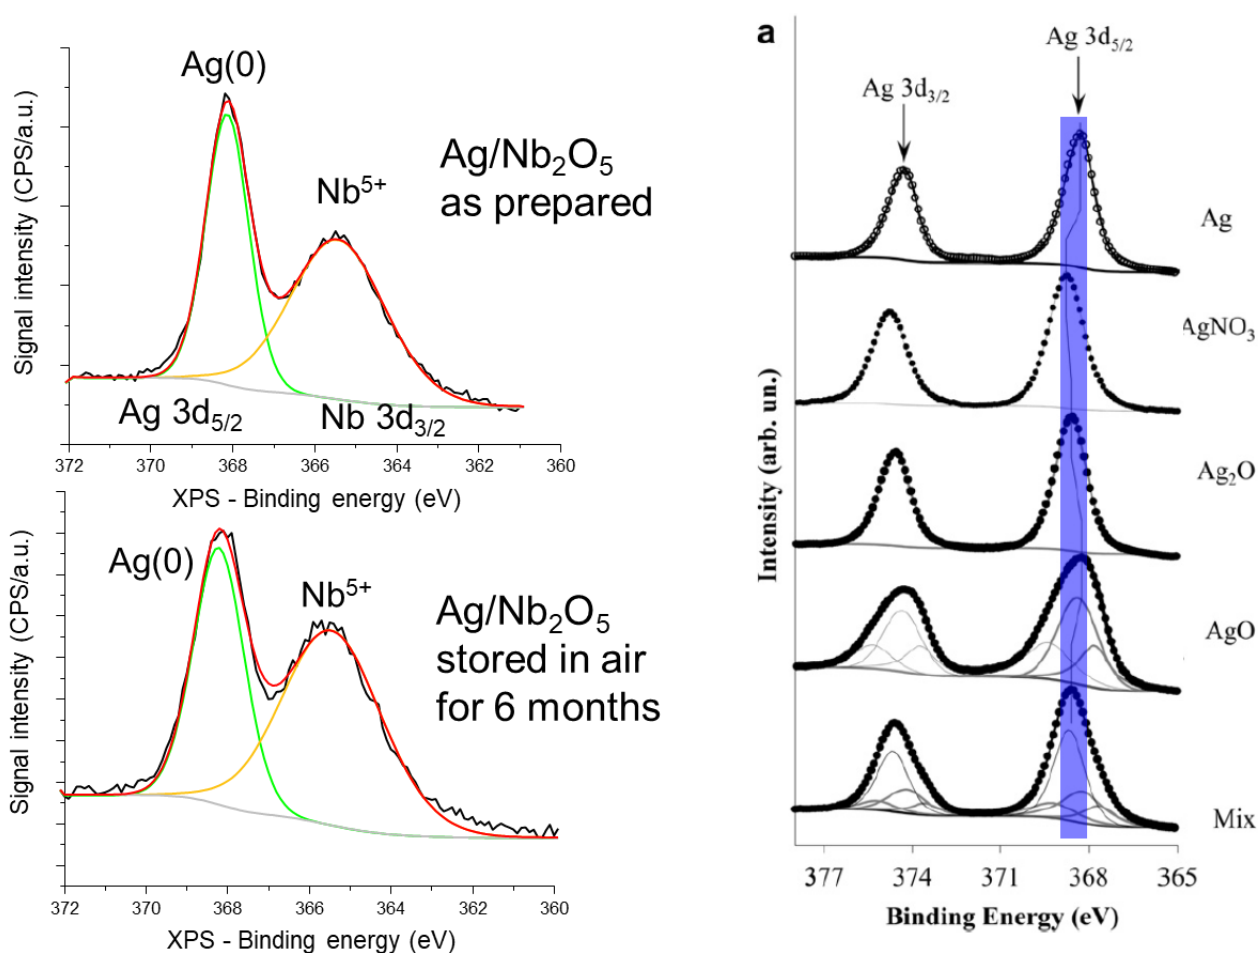 Ag(0)
Nb⁵⁺
Ag/Nb₂O₅
as prepared
Signal intensity (CPS/a.u.)
Ag 3d₅/₂
Nb 3d₃/₂
372 370 368 366 364 362 360
XPS - Binding energy (eV)
Ag(0)
Nb⁵⁺
Ag/Nb₂O₅
stored in air
for 6 months
Signal intensity (CPS/a.u.)
372 370 368 366 364 362 360
XPS - Binding energy (eV)
a
Ag 3d₅/₂
Ag 3d₃/₂
Ag
AgNO₃
Ag₂O
AgO
Mix
Intensity (arb. un.)
377 374 371 368 365
Binding Energy (eV)